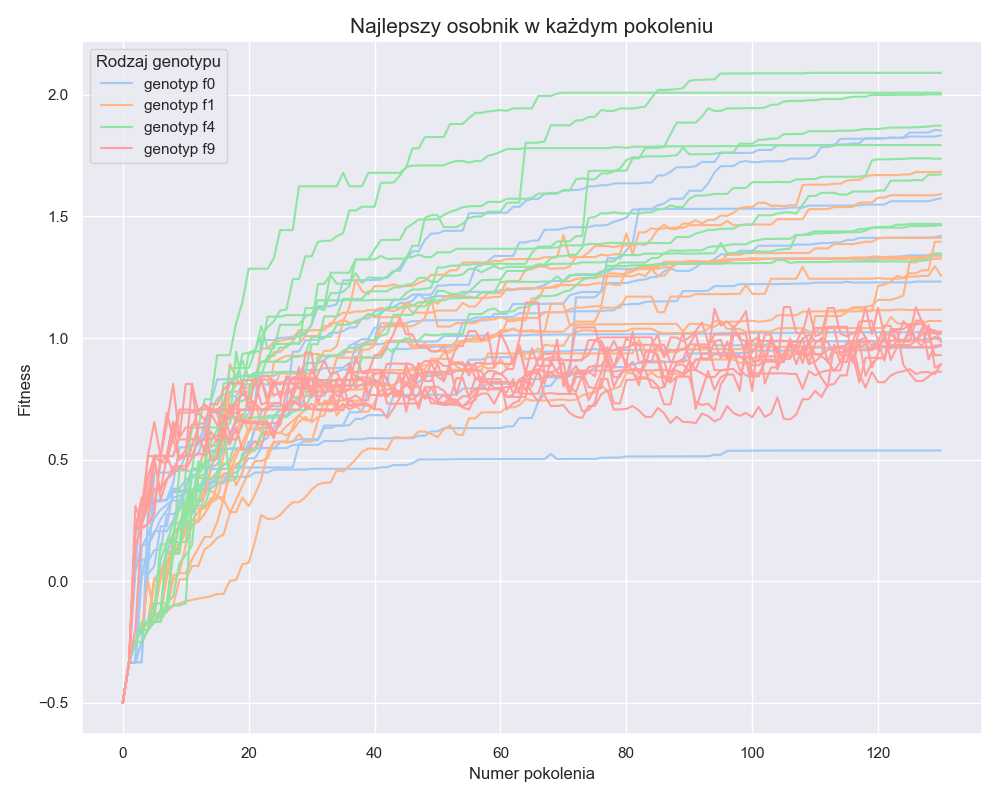 Najlepszy osobnik w każdym pokoleniu
Rodzaj genotypu
genotyp f0
genotyp f1
genotyp f4
genotyp f9
Fitness
2.0
1.5
1.0
0.5
0.0
−0.5
0
20
40
60
80
100
120
Numer pokolenia